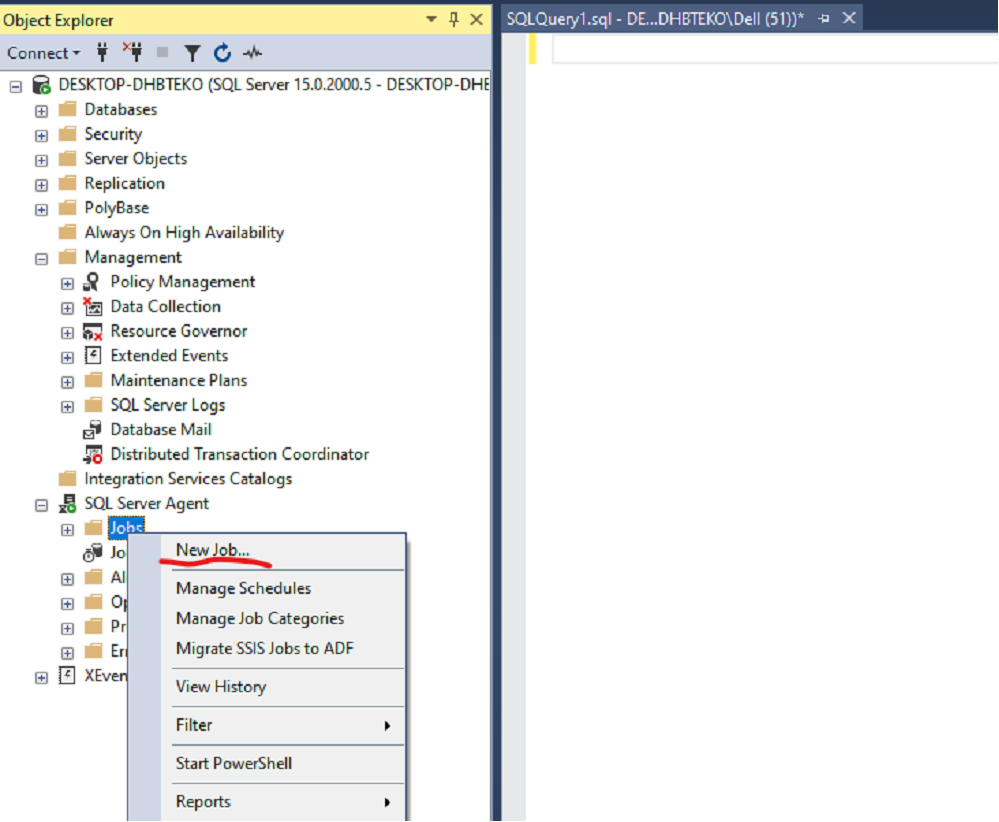 Object Explorer
SQLQuery1.sql - DE...DHBTEKO\Dell (51))*
Connect
DESKTOP-DHBTEKO (SQL Server 15.0.2000.5 - DESKTOP-DHB
Databases
Security
Server Objects
Replication
PolyBase
Always On High Availability
Management
Policy Management
Data Collection
Resource Governor
Extended Events
Maintenance Plans
SQL Server Logs
Database Mail
Distributed Transaction Coordinator
Integration Services Catalogs
SQL Server Agent
Jobs
Jo
Al
Op
Pr
Err
XEven
New Job...
Manage Schedules
Manage Job Categories
Migrate SSIS Jobs to ADF
View History
Filter
Start PowerShell
Reports